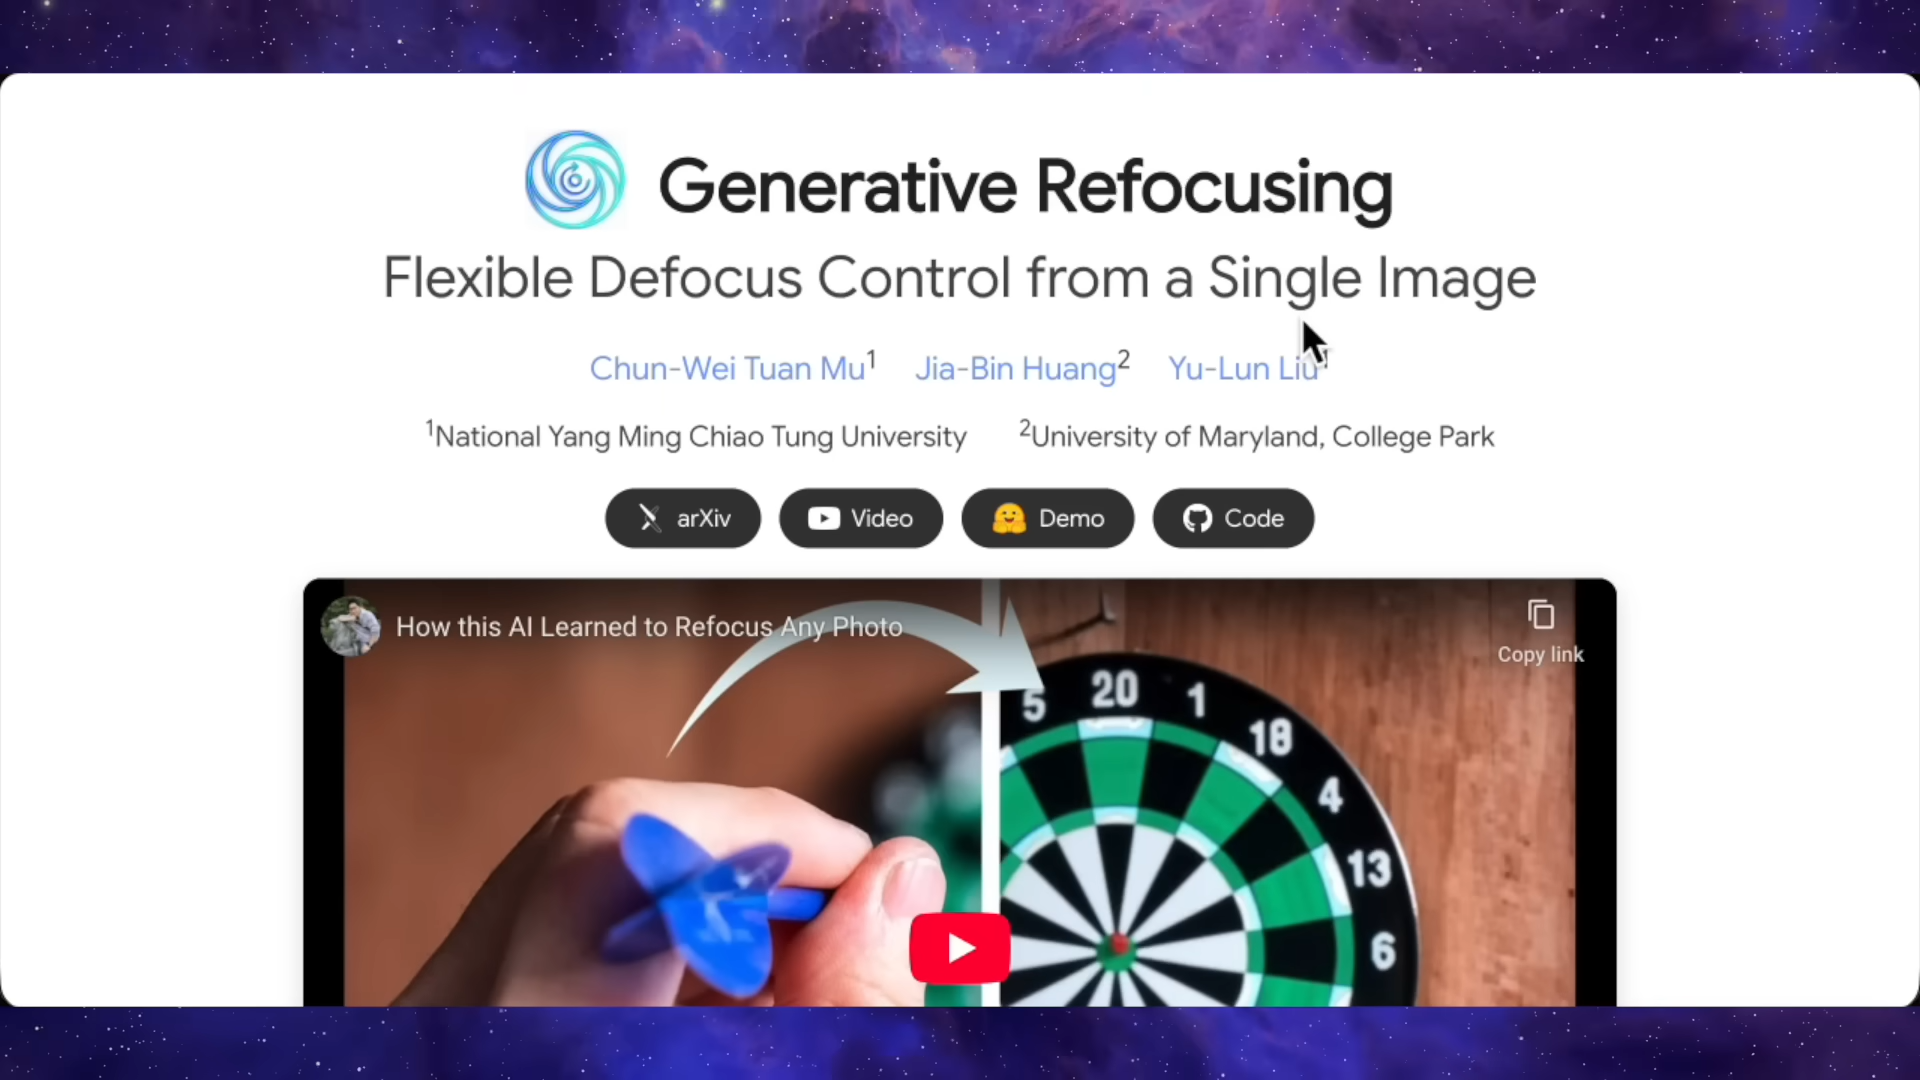 Generative Refocusing
Flexible Defocus Control from a Single Image
Chun-Wei Tuan Mu¹ Jia-Bin Huang² Yu-Lun Liu¹
¹National Yang Ming Chiao Tung University ²University of Maryland, College Park
arXiv Video Demo Code
How this AI Learned to Refocus Any Photo
Copy link
5 20 1 18 4 13 6